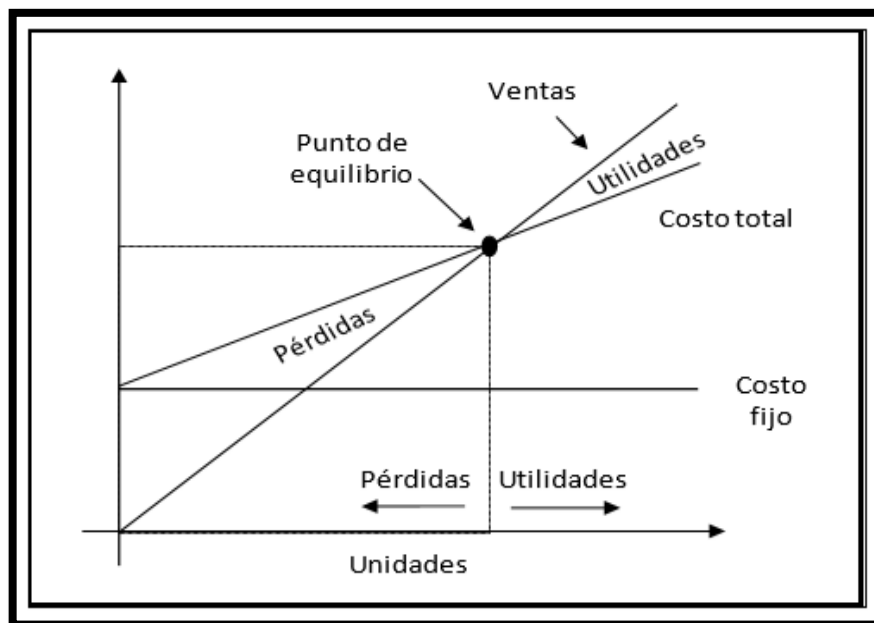 Ventas
Punto de
equilibrio
Utilidades
Costo total
Pérdidas
Costo
fijo
Pérdidas
Utilidades
Unidades